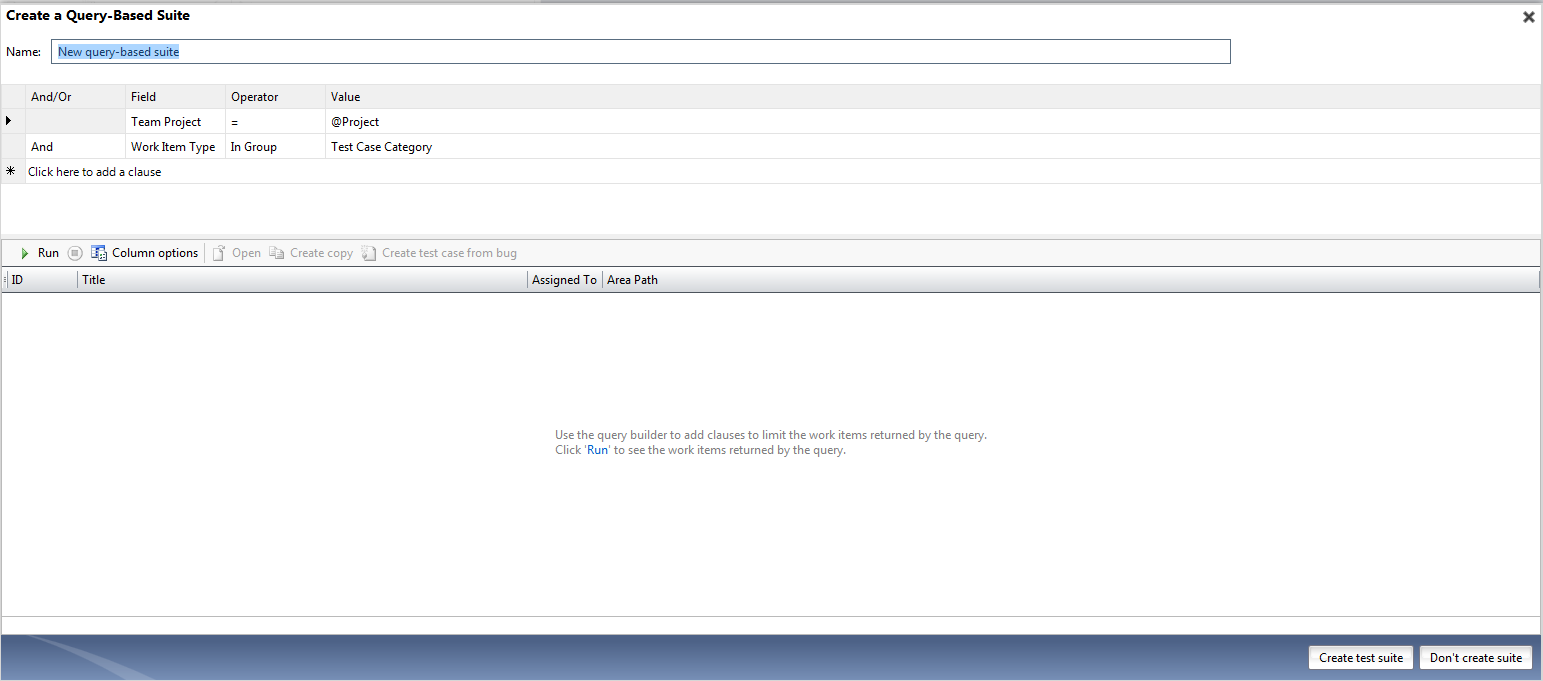 Create a Query-Based Suite
Name: New query-based suite
And/Or Field Operator Value
Team Project = @Project
And Work Item Type In Group Test Case Category
Click here to add a clause
Run Column options Open Create copy Create test case from bug
ID Title Assigned To Area Path
Use the query builder to add clauses to limit the work items returned by the query.
Click 'Run' to see the work items returned by the query.
Create test suite Don't create suite